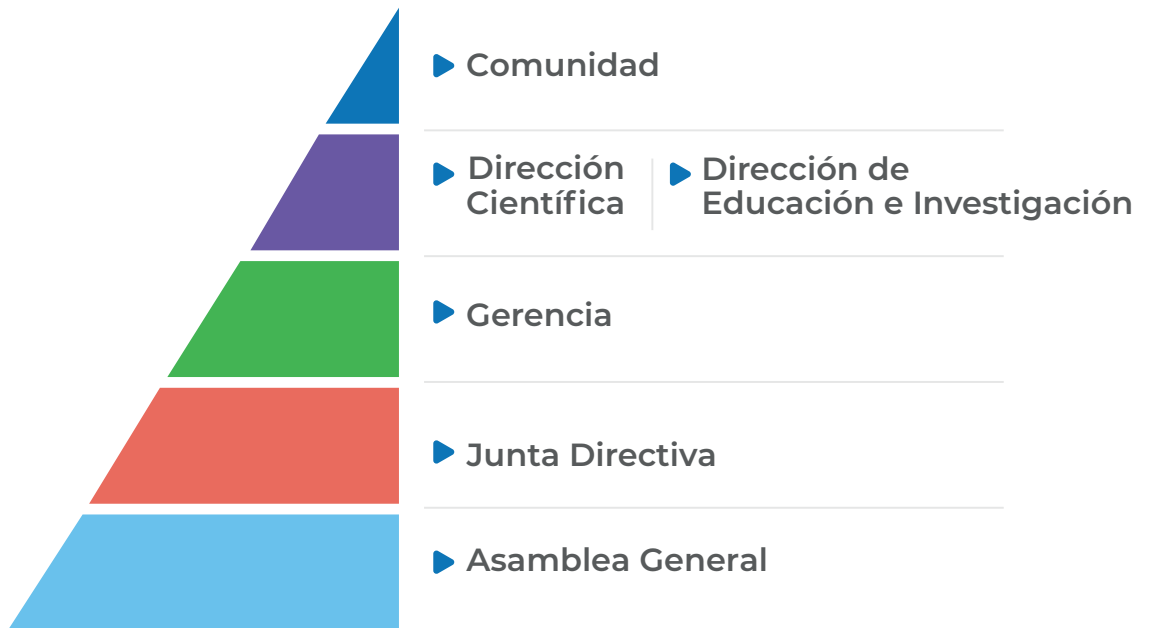 Comunidad
Dirección
Científica
Dirección de
Educación e Investigación
Gerencia
Junta Directiva
Asamblea General